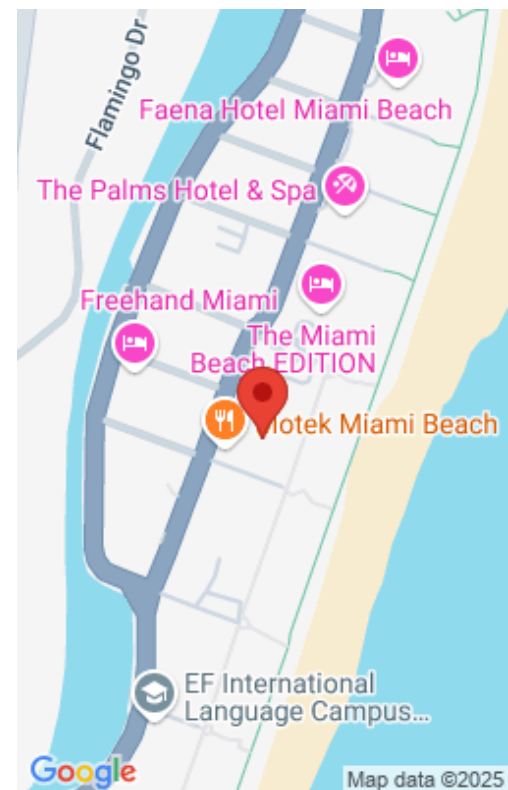 Flamingo Dr
Faena Hotel Miami Beach
The Palms Hotel & Spa
Freehand Miami
The Miami
Beach EDITION
Miami Beach
EF International
Language Campus...
Google
Map data ©2025